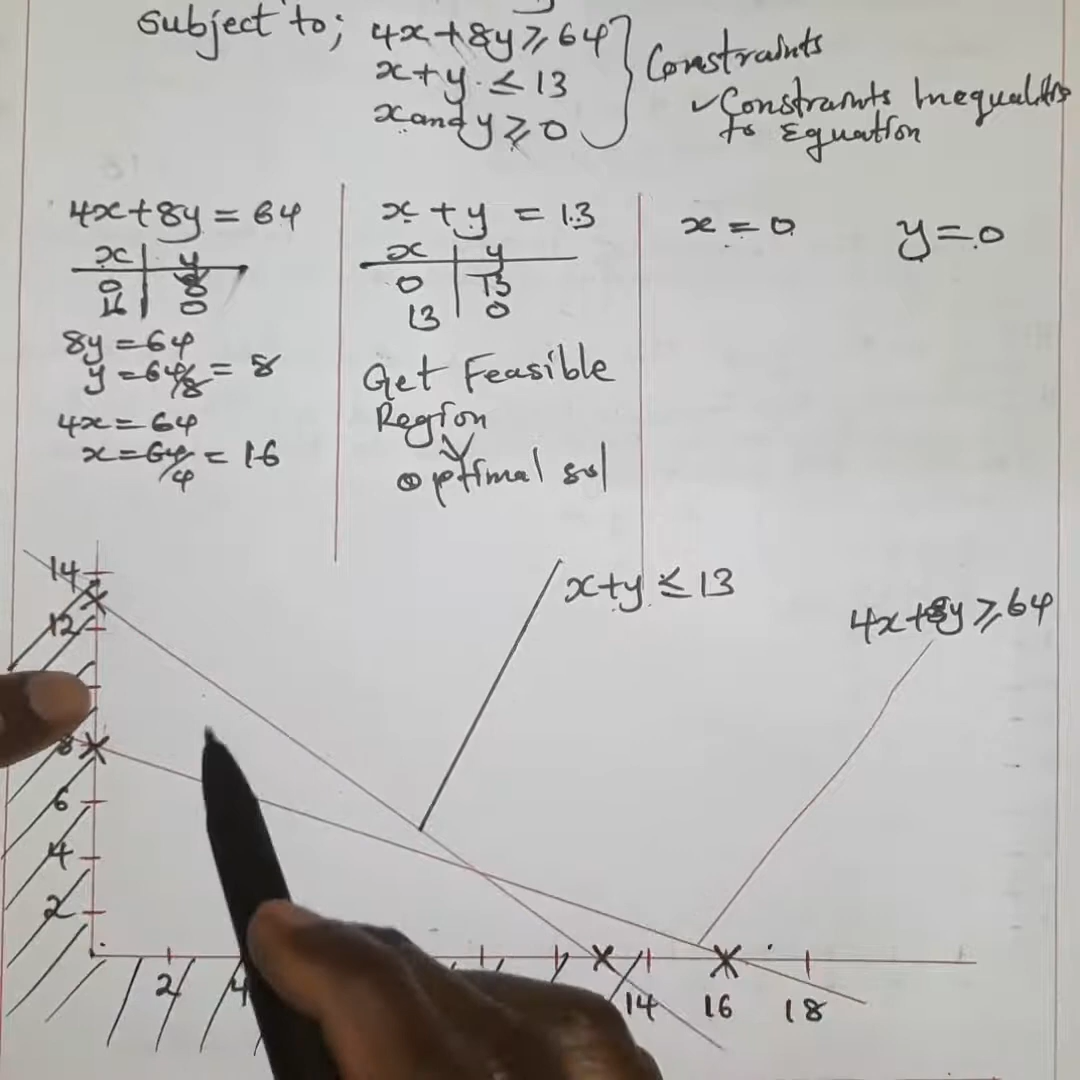 Subject to; 4x+8y ≥ 64
x+y ≤ 13
x and y ≥ 0
Constraints
✓Constraints Inequalities
to Equation
4x+8y = 64
x | y
0 | 8
16 | 0
8y = 64
y = 64/8 = 8
4x = 64
x = 64/4 = 16
x + y = 13
x | y
0 | 13
13 | 0
Get Feasible
Region
optimal sol
x = 0
y = 0
x+y ≤ 13
4x+8y ≥ 64
14
12
8
6
4
2
2 4 14 16 18